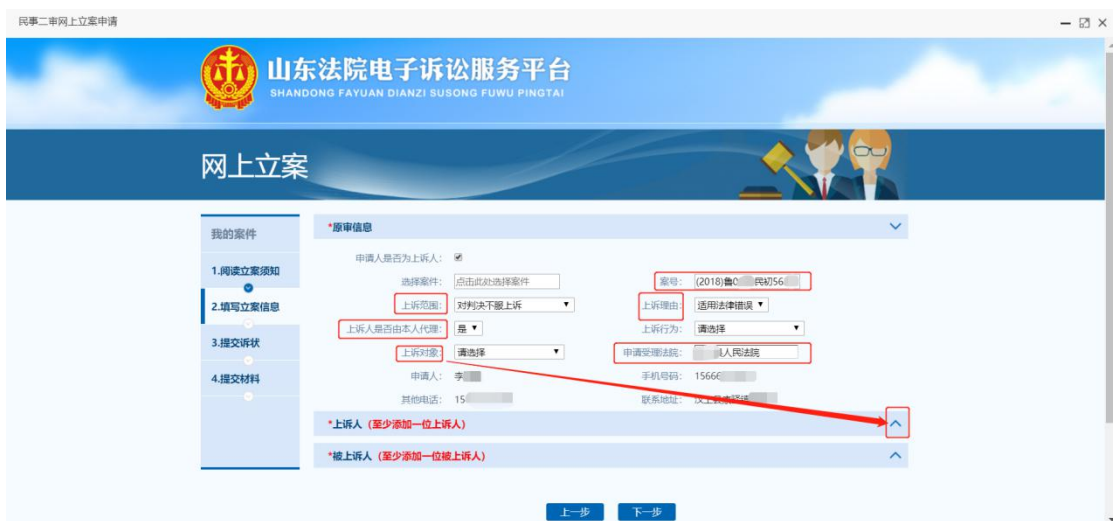 民事二审网上立案申请
山东法院电子诉讼服务平台
SHANDONG FAYUAN DIANZI SUSONG FUWU PINGTAI
网上立案
我的案件
1.阅读立案须知
2.填写立案信息
3.提交诉状
4.提交材料
*原审信息
申请人是否为上诉人:
选择案件: 点击此处选择案件 案号: (2018)鲁0 民初56
上诉范围: 对判决不服上诉 上诉理由: 适用法律错误
上诉人是否由本人代理: 是 上诉行为: 请选择
上诉对象: 请选择 申请受理法院: 人民法院
申请人: 李 手机号码: 15666
其他电话: 15 联系地址:
*上诉人 (至少添加一位上诉人)
*被上诉人 (至少添加一位被上诉人)
上一步 下一步